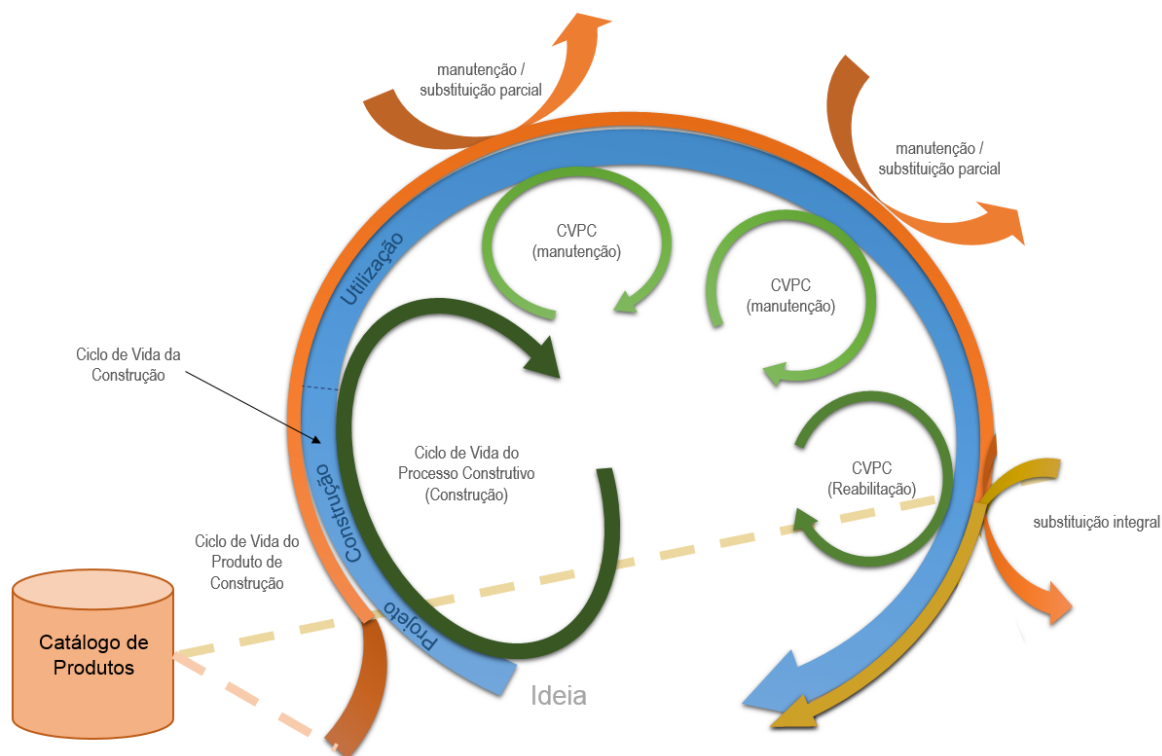 manutenção /
substituição parcial
manutenção /
substituição parcial
CVPC
(manutenção)
CVPC
(manutenção)
Utilização
Ciclo de Vida da
Construção
Ciclo de Vida do
Processo Construtivo
(Construção)
CVPC
(Reabilitação)
Construção
substituição integral
Ciclo de Vida do
Produto de
Construção
Projeto
Catálogo de
Produtos
Ideia